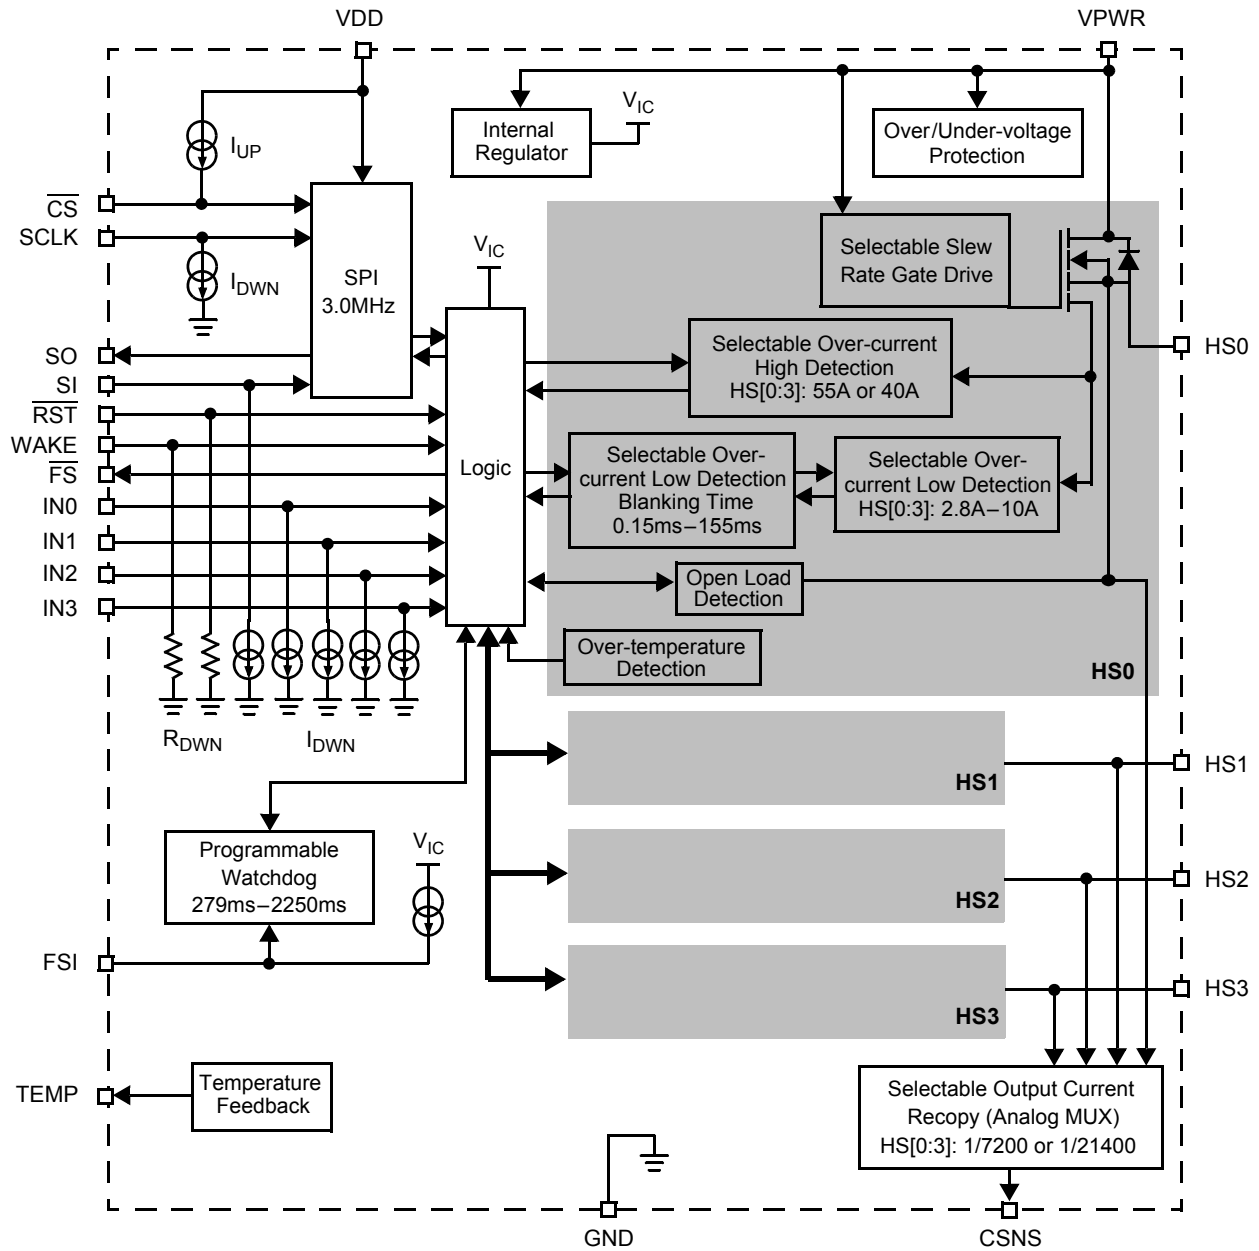 VDD
VPWR
VIC
Internal
Regulator
Over/Under-voltage
Protection
IUP
CS
SCLK
IDWN
SPI
3.0MHz
VIC
Selectable Slew
Rate Gate Drive
SO
SI
RST
WAKE
FS
IN0
IN1
IN2
IN3
Logic
Selectable Over-current
High Detection
HS[0:3]: 55A or 40A
HS0
Selectable Over-
current Low Detection
Blanking Time
0.15ms–155ms
Selectable Over-
current Low Detection
HS[0:3]: 2.8A–10A
Open Load
Detection
Over-temperature
Detection
HS0
RDWN
IDWN
HS1
HS1
Programmable
Watchdog
279ms–2250ms
VIC
HS2
HS2
FSI
HS3
HS3
TEMP
Temperature
Feedback
Selectable Output Current
Recopy (Analog MUX)
HS[0:3]: 1/7200 or 1/21400
GND
CSNS